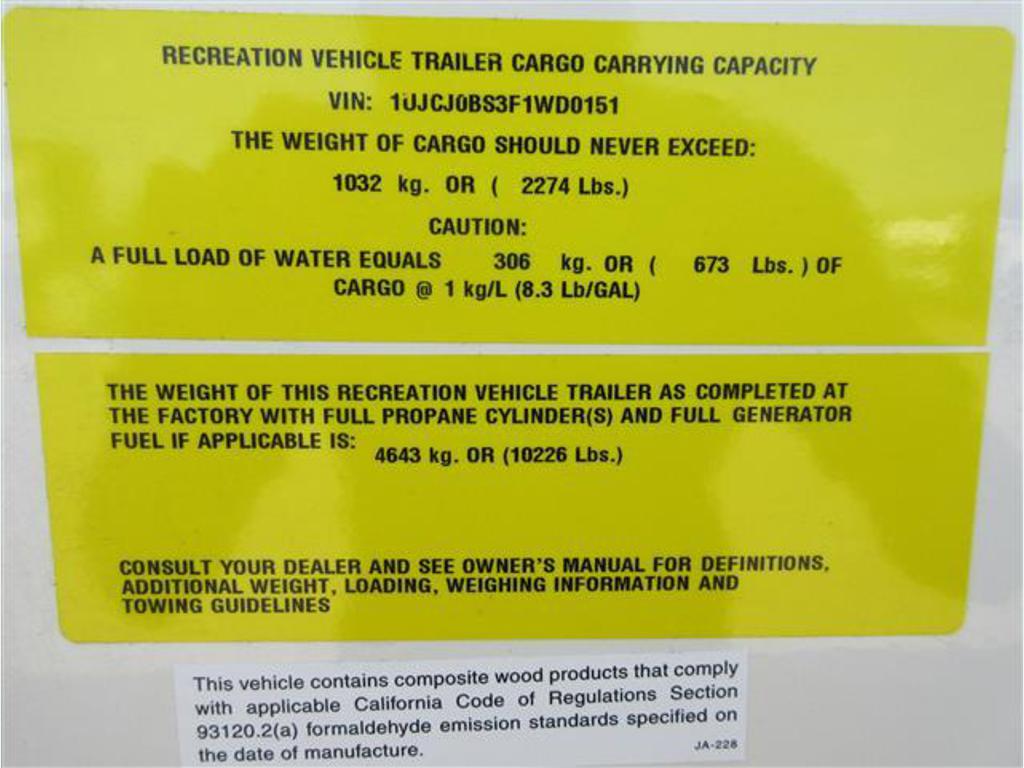 RECREATION VEHICLE TRAILER CARGO CARRYING CAPACITY
VIN: 1UJCJ0BS3F1WD0151
THE WEIGHT OF CARGO SHOULD NEVER EXCEED:
1032 kg. OR ( 2274 Lbs.)
CAUTION:
A FULL LOAD OF WATER EQUALS 306 kg. OR ( 673 Lbs. ) OF
CARGO @ 1 kg/L (8.3 Lb/GAL)
THE WEIGHT OF THIS RECREATION VEHICLE TRAILER AS COMPLETED AT
THE FACTORY WITH FULL PROPANE CYLINDER(S) AND FULL GENERATOR
FUEL IF APPLICABLE IS:
4643 kg. OR (10226 Lbs.)
CONSULT YOUR DEALER AND SEE OWNER'S MANUAL FOR DEFINITIONS,
ADDITIONAL WEIGHT, LOADING, WEIGHING INFORMATION AND
TOWING GUIDELINES
This vehicle contains composite wood products that comply
with applicable California Code of Regulations Section
93120.2(a) formaldehyde emission standards specified on
the date of manufacture.
JA-228